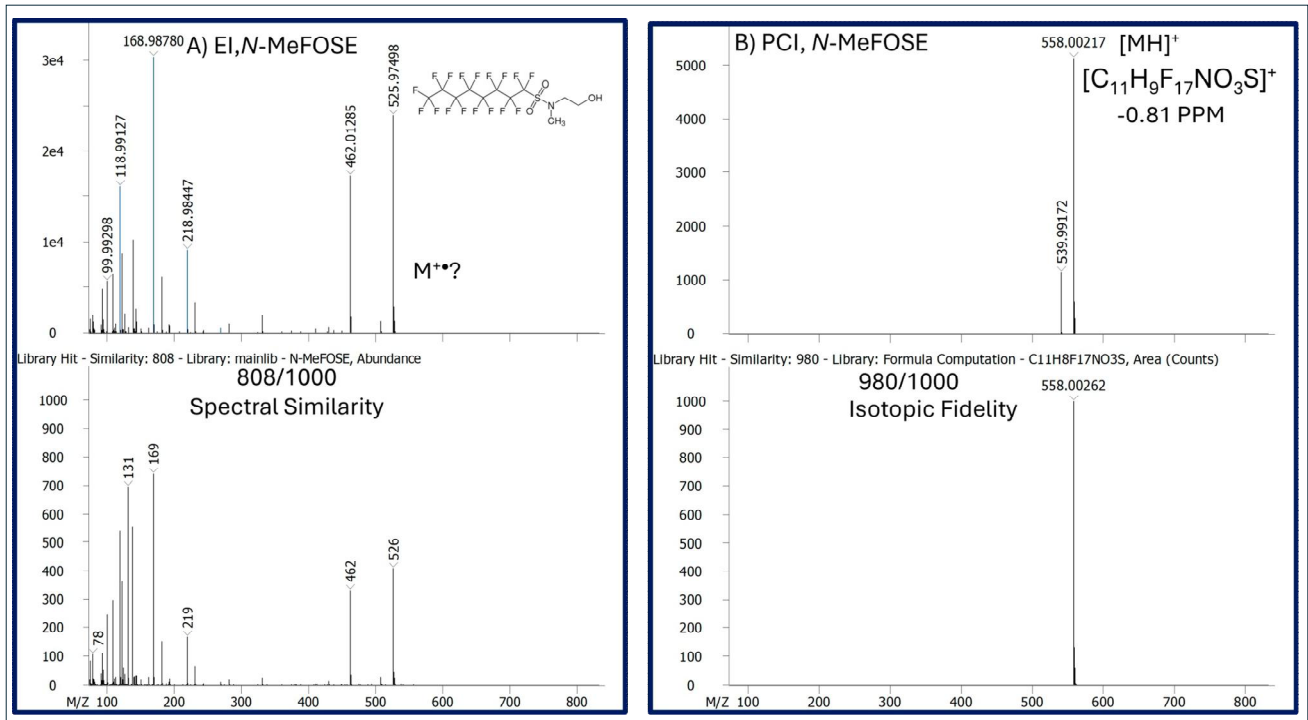 A) EI,N-MeFOSE
168.98780
525.97498
462.01285
118.99127
218.98447
99.99298
M⁺•?
3e4
2e4
1e4
0
F F F F F F F F
F
F F F F F F F F
O
S
O
N
OH
CH₃
Library Hit - Similarity: 808 - Library: mainlib - N-MeFOSE, Abundance
808/1000
Spectral Similarity
1000
900
800
700
600
500
400
300
200
100
0
131
169
526
462
219
78
M/Z 100 200 300 400 500 600 700 800
B) PCI, N-MeFOSE
558.00217
[MH]⁺
[C₁₁H₉F₁₇NO₃S]⁺
-0.81 PPM
539.99172
5000
4000
3000
2000
1000
0
Library Hit - Similarity: 980 - Library: Formula Computation - C11H8F17NO3S, Area (Counts)
980/1000
Isotopic Fidelity
558.00262
1000
900
800
700
600
500
400
300
200
100
0
M/Z 100 200 300 400 500 600 700 800